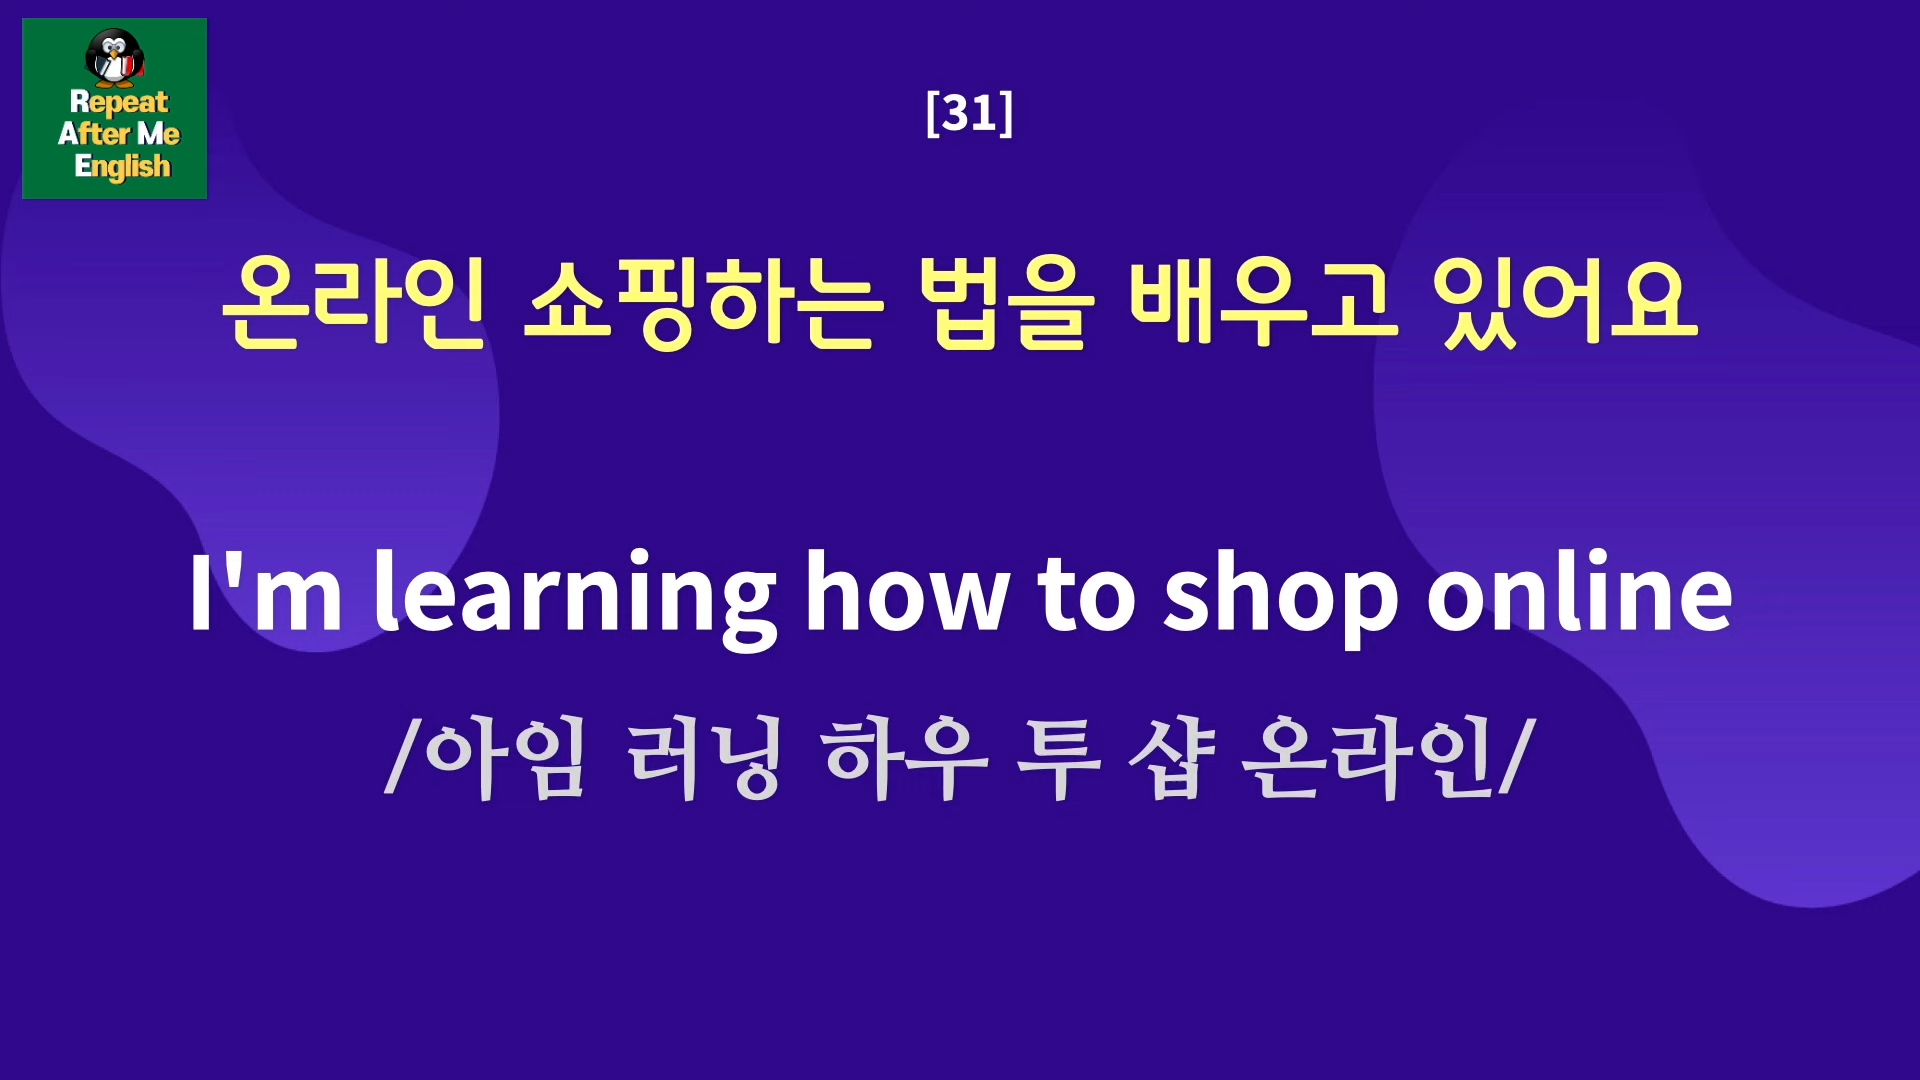 Repeat
After Me
English
[31]
온라인 쇼핑하는 법을 배우고 있어요
I'm learning how to shop online
/아임 러닝 하우 투 샵 온라인/